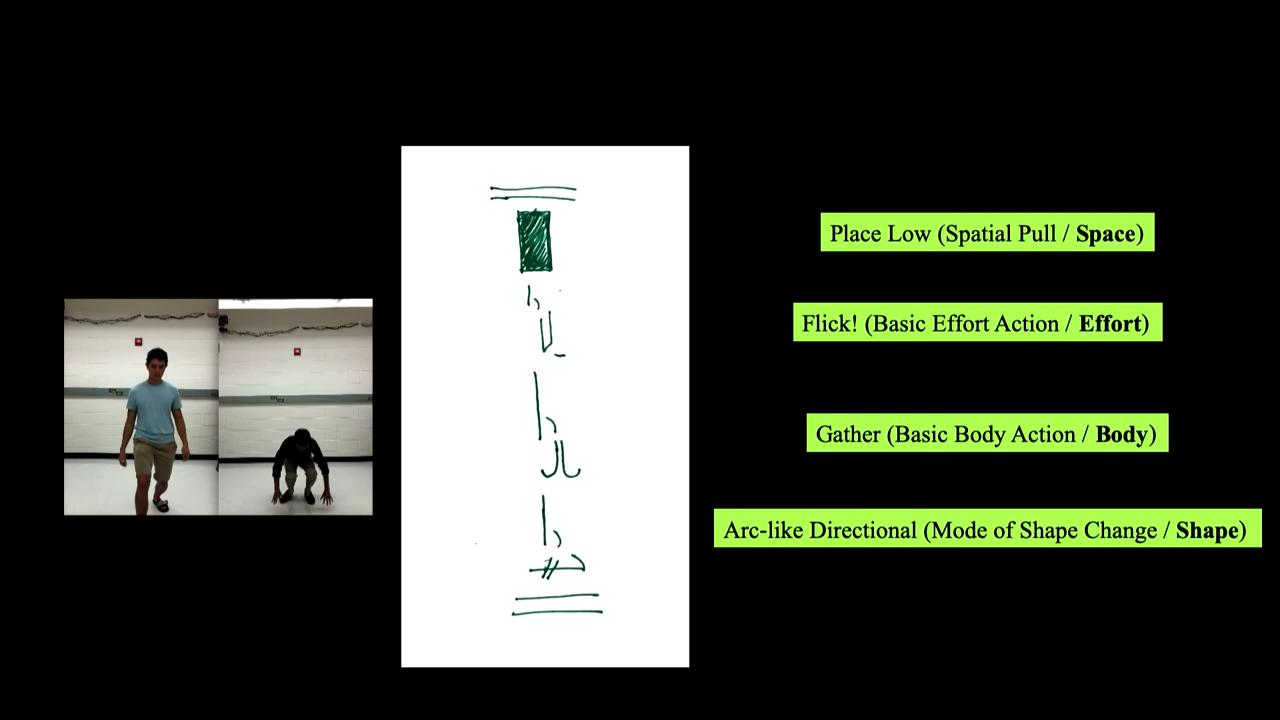 Place Low (Spatial Pull / Space)
Flick! (Basic Effort Action / Effort)
Gather (Basic Body Action / Body)
Arc-like Directional (Mode of Shape Change / Shape)